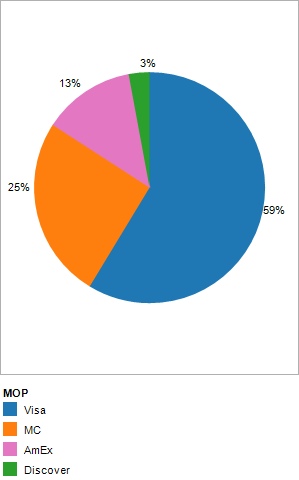 3%
13%
25%
59%
MOP
Visa
MC
AmEx
Discover